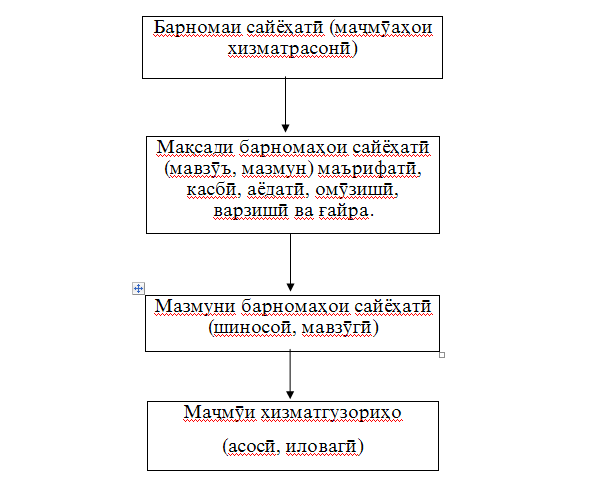 Барномаи сайёҳатӣ (маҷмӯаҳои
хизматрасонӣ)
Мақсади барномаҳои сайёҳатӣ
(мавзӯъ, мазмун) маърифатӣ,
касбӣ, аёдатӣ, омӯзишӣ,
варзишӣ ва ғайра.
Мазмуни барномаҳои сайёҳатӣ
(шиносоӣ, мавзӯгӣ)
Маҷмӯи хизматгузориҳо
(асосӣ, иловагӣ)